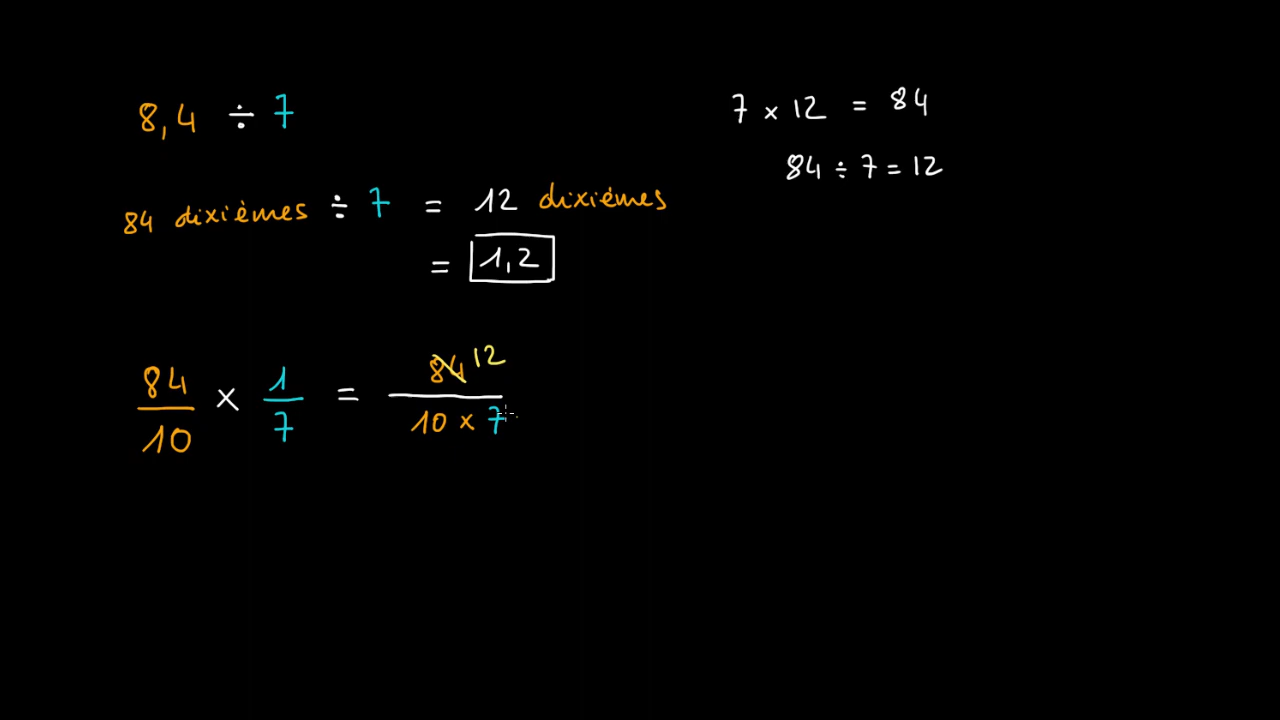 8,4 ÷ 7
7 × 12 = 84
84 ÷ 7 = 12
84 dixièmes ÷ 7 = 12 dixièmes
= 1,2
84/10 × 1/7 = 84 12/10 × 7